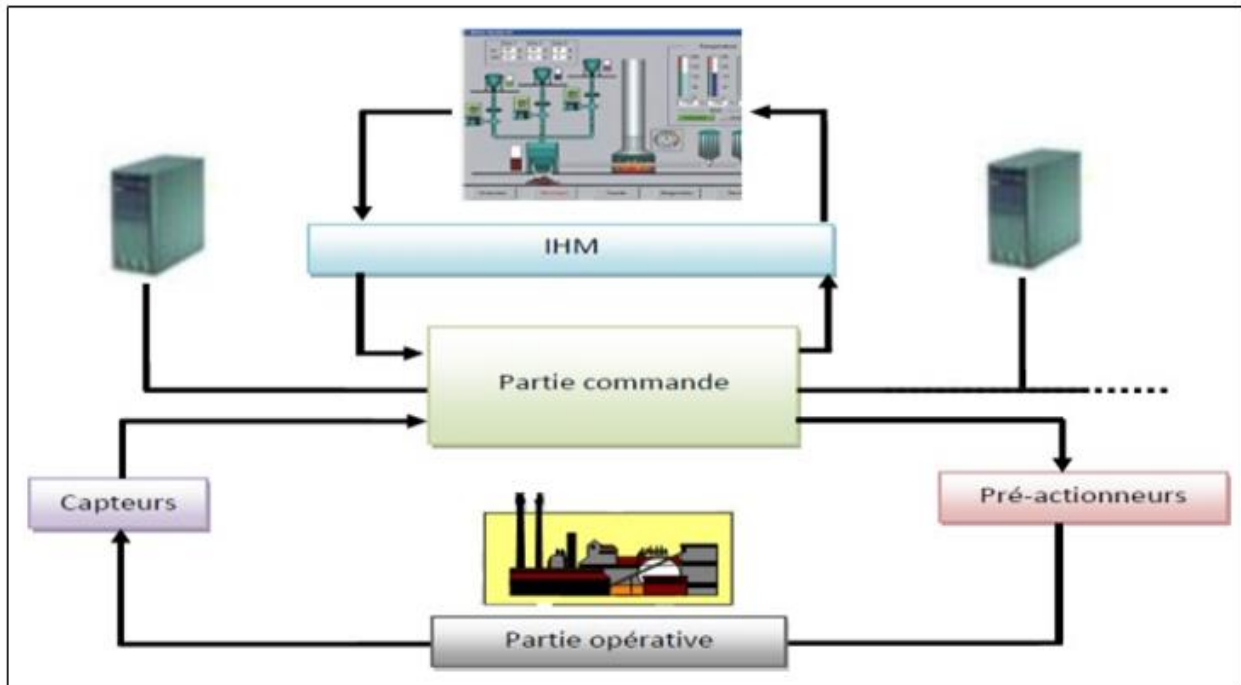 IHM
Partie commande
Capteurs
Pré-actionneurs
Partie opérative